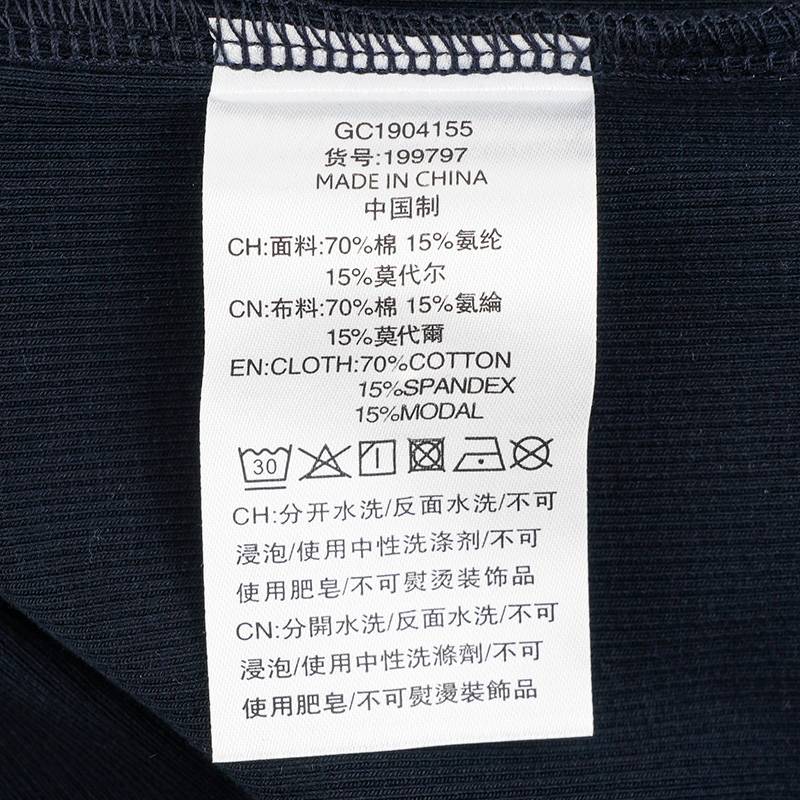 GC1904155
货号:199797
MADE IN CHINA
中国制
CH:面料:70%棉 15%氨纶
15%莫代尔
CN:布料:70%棉 15%氨綸
15%莫代爾
EN:CLOTH:70%COTTON
15%SPANDEX
15%MODAL
30
CH:分开水洗/反面水洗/不可
浸泡/使用中性洗涤剂/不可
使用肥皂/不可熨烫装饰品
CN:分開水洗/反面水洗/不可
浸泡/使用中性洗滌劑/不可
使用肥皂/不可熨燙裝飾品